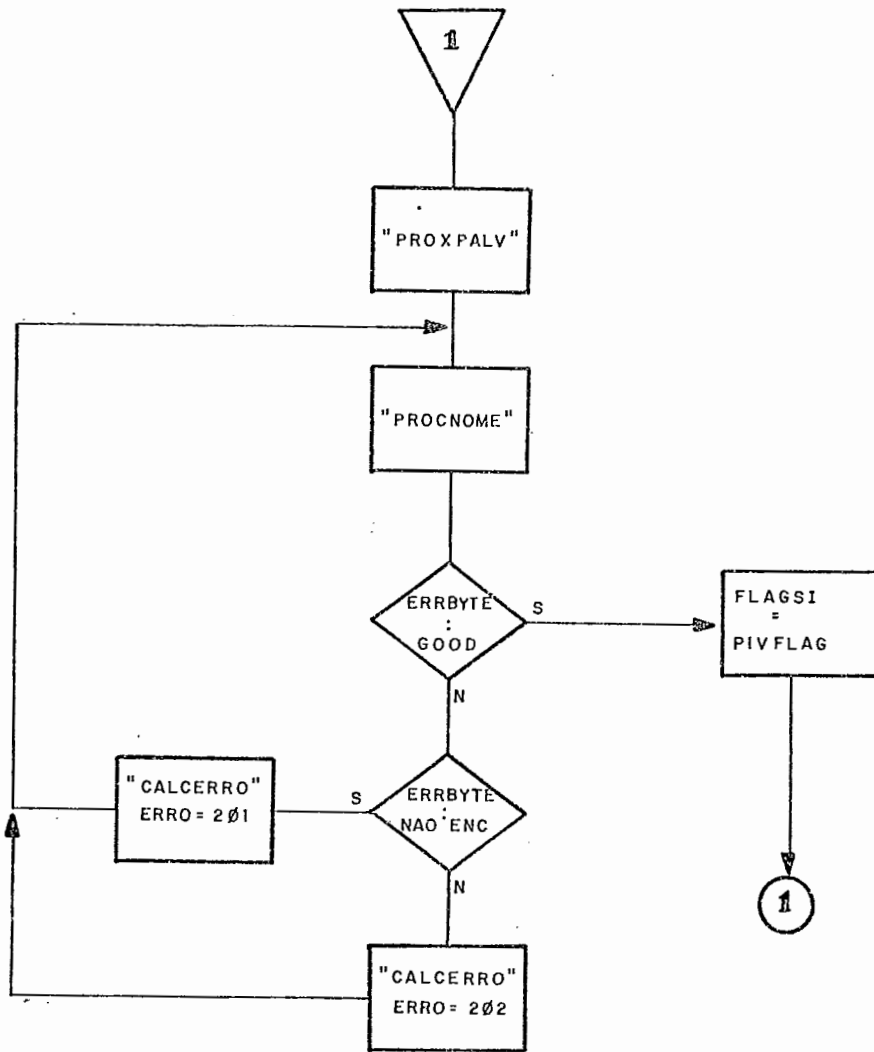 1
"PROXPALV"
"PROCNOME"
ERRBYTE
:
GOOD
S
FLAGSI
=
PIVFLAG
N
"CALCERRO"
ERRO = 2Ø1
S
ERRBYTE
:
NAO ENC
N
1
"CALCERRO"
ERRO = 2Ø2